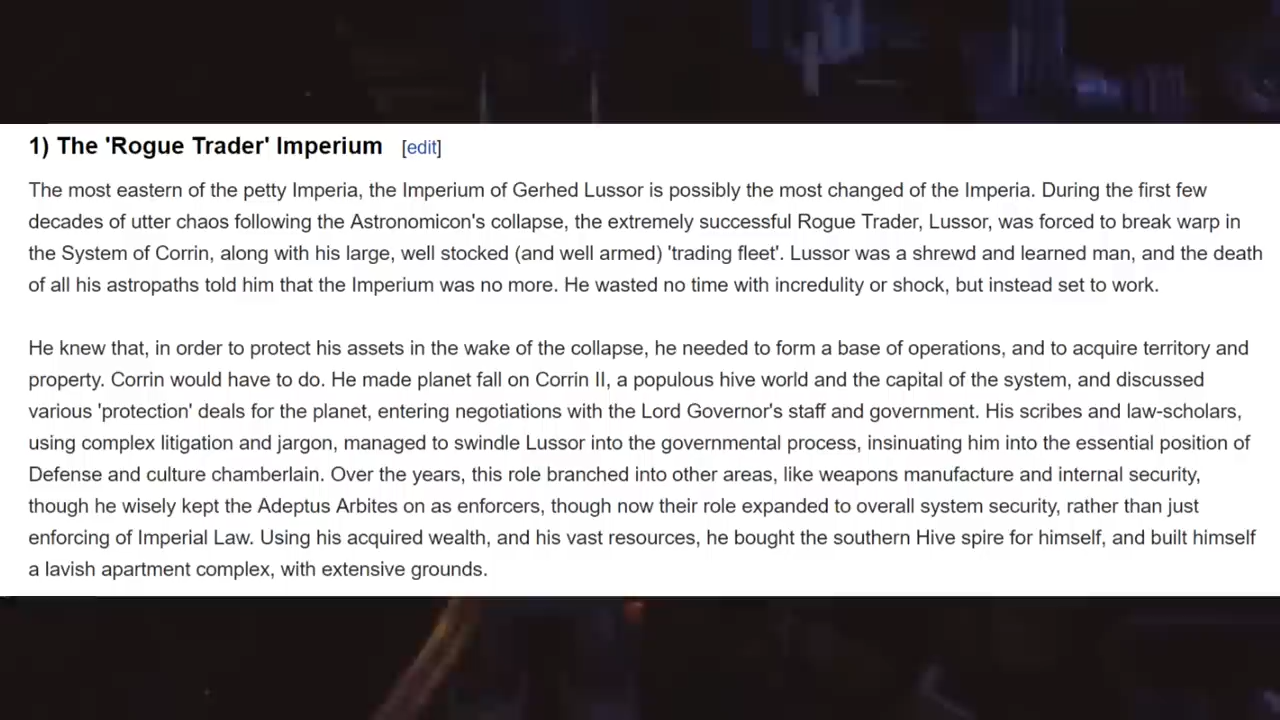 1) The 'Rogue Trader' Imperium [edit]
The most eastern of the petty Imperia, the Imperium of Gerhed Lussor is possibly the most changed of the Imperia. During the first few
decades of utter chaos following the Astronomicon's collapse, the extremely successful Rogue Trader, Lussor, was forced to break warp in
the System of Corrin, along with his large, well stocked (and well armed) 'trading fleet'. Lussor was a shrewd and learned man, and the death
of all his astropaths told him that the Imperium was no more. He wasted no time with incredulity or shock, but instead set to work.
He knew that, in order to protect his assets in the wake of the collapse, he needed to form a base of operations, and to acquire territory and
property. Corrin would have to do. He made planet fall on Corrin II, a populous hive world and the capital of the system, and discussed
various 'protection' deals for the planet, entering negotiations with the Lord Governor's staff and government. His scribes and law-scholars,
using complex litigation and jargon, managed to swindle Lussor into the governmental process, insinuating him into the essential position of
Defense and culture chamberlain. Over the years, this role branched into other areas, like weapons manufacture and internal security,
though he wisely kept the Adeptus Arbites on as enforcers, though now their role expanded to overall system security, rather than just
enforcing of Imperial Law. Using his acquired wealth, and his vast resources, he bought the southern Hive spire for himself, and built himself
a lavish apartment complex, with extensive grounds.